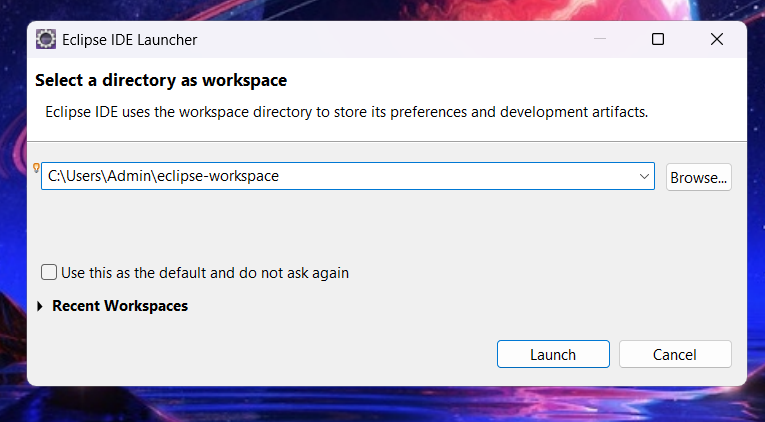 Eclipse IDE Launcher
Select a directory as workspace
Eclipse IDE uses the workspace directory to store its preferences and development artifacts.
C:\Users\Admin\eclipse-workspace
Browse...
Use this as the default and do not ask again
Recent Workspaces
Launch
Cancel